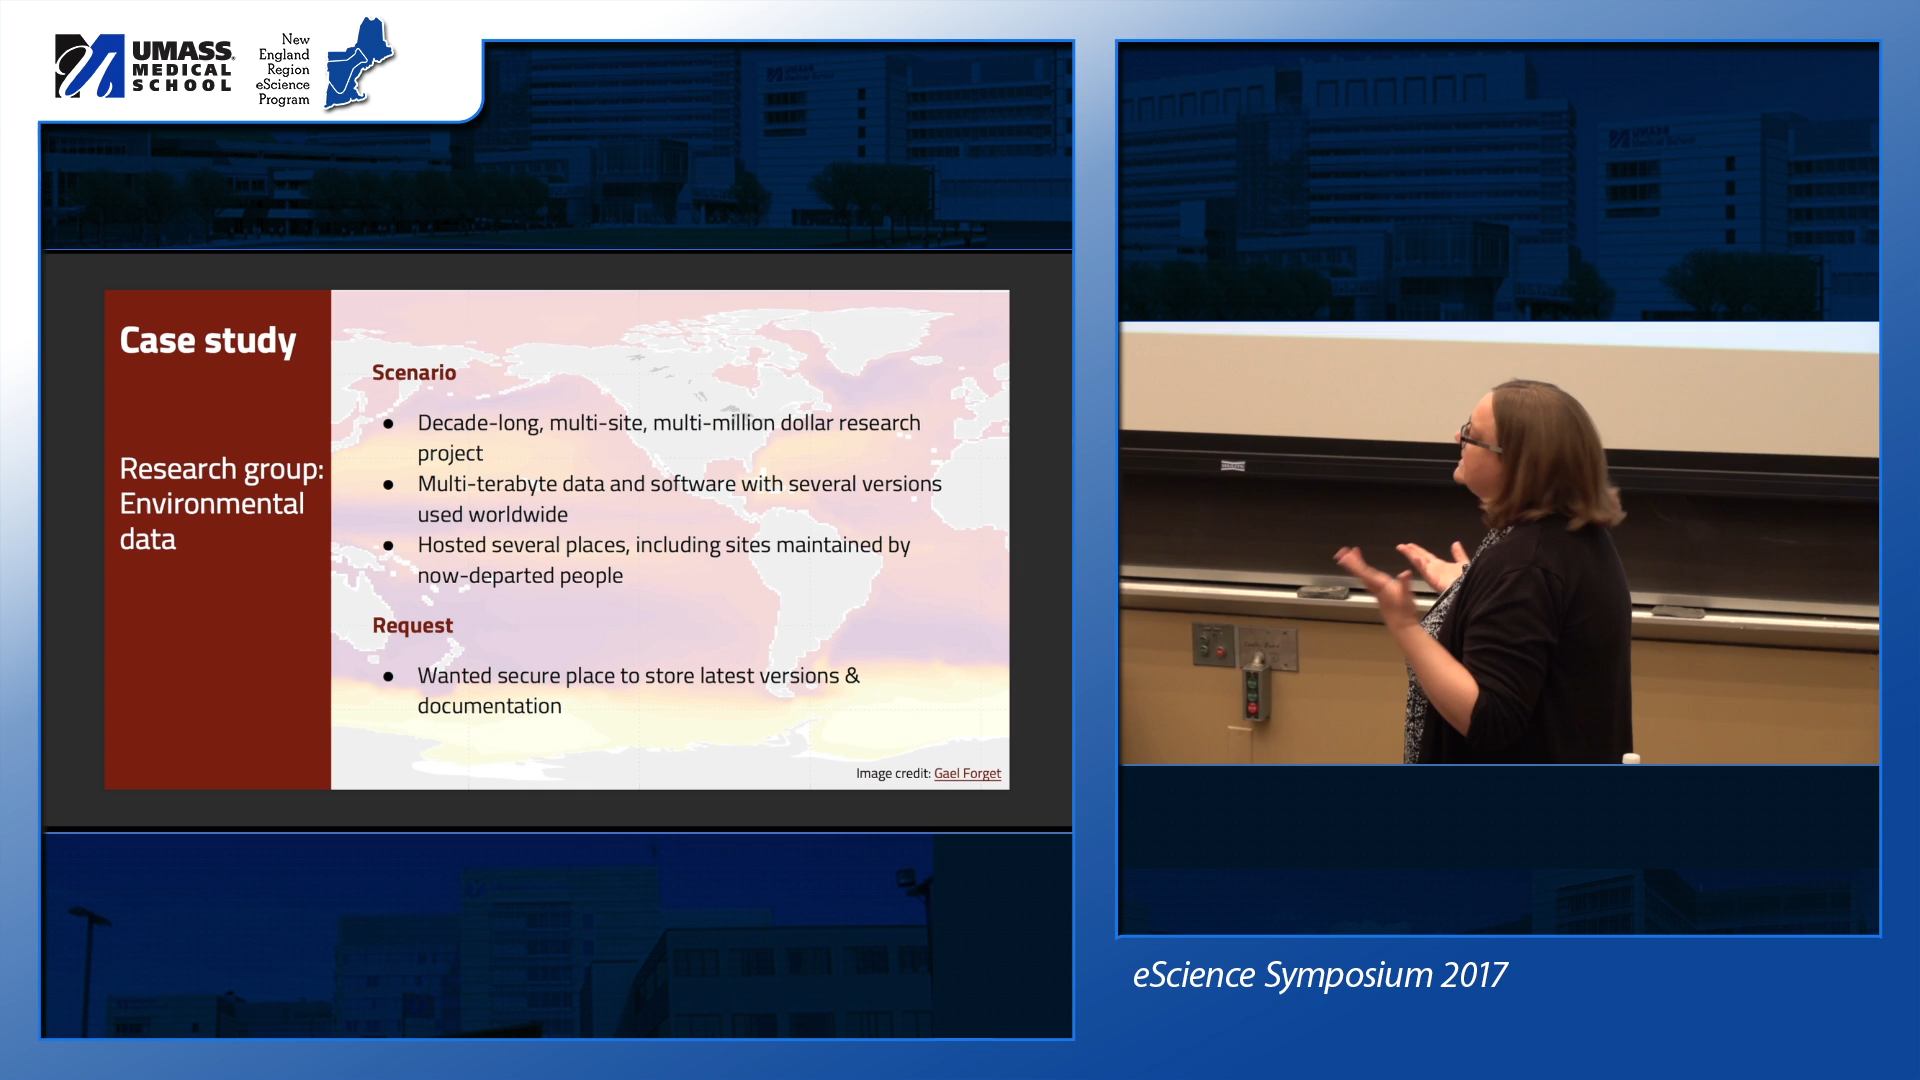 UMASS
MEDICAL
SCHOOL
New
England
Region
eScience
Program
Case study
Research group:
Environmental
data
Scenario
● Decade-long, multi-site, multi-million dollar research
project
● Multi-terabyte data and software with several versions
used worldwide
● Hosted several places, including sites maintained by
now-departed people
Request
● Wanted secure place to store latest versions &
documentation
Image credit: Gael Forget
eScience Symposium 2017